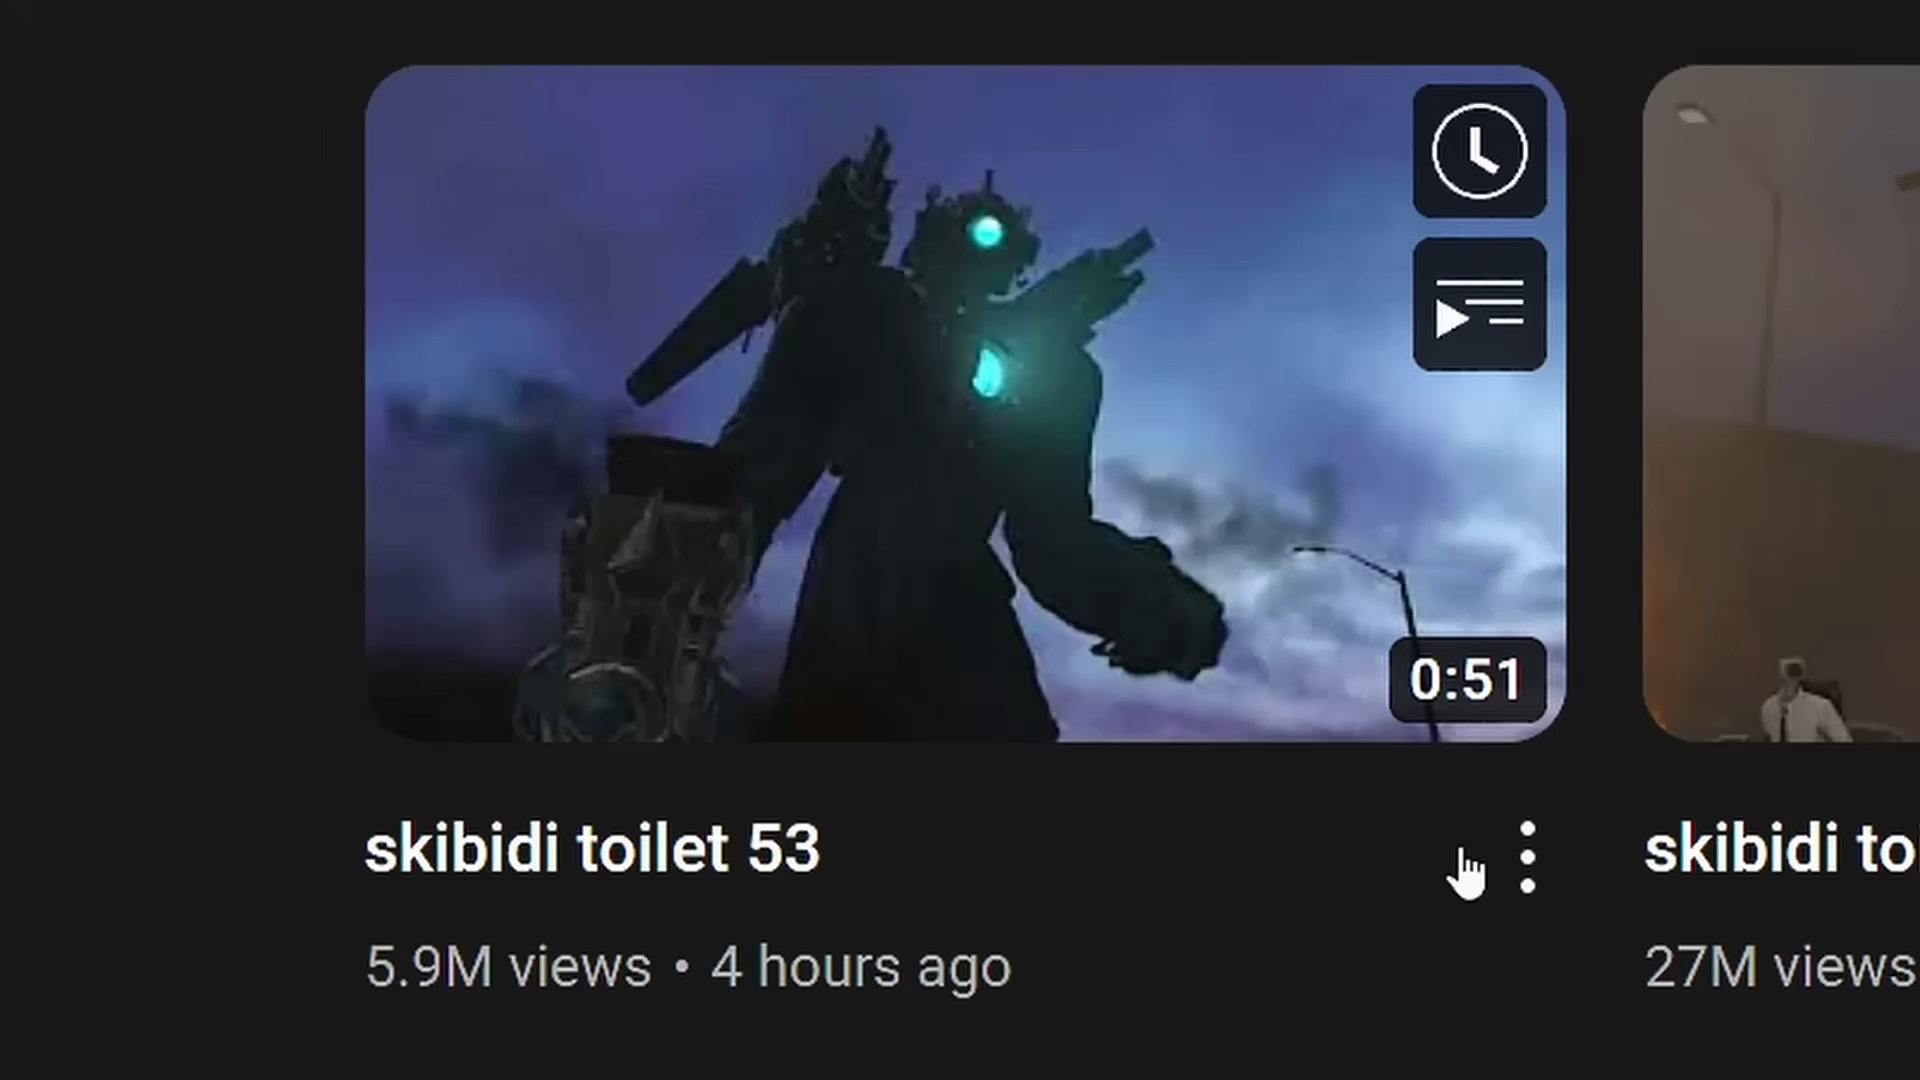 0:51
skibidi toilet 53
skibidi to
5.9M views • 4 hours ago
27M views